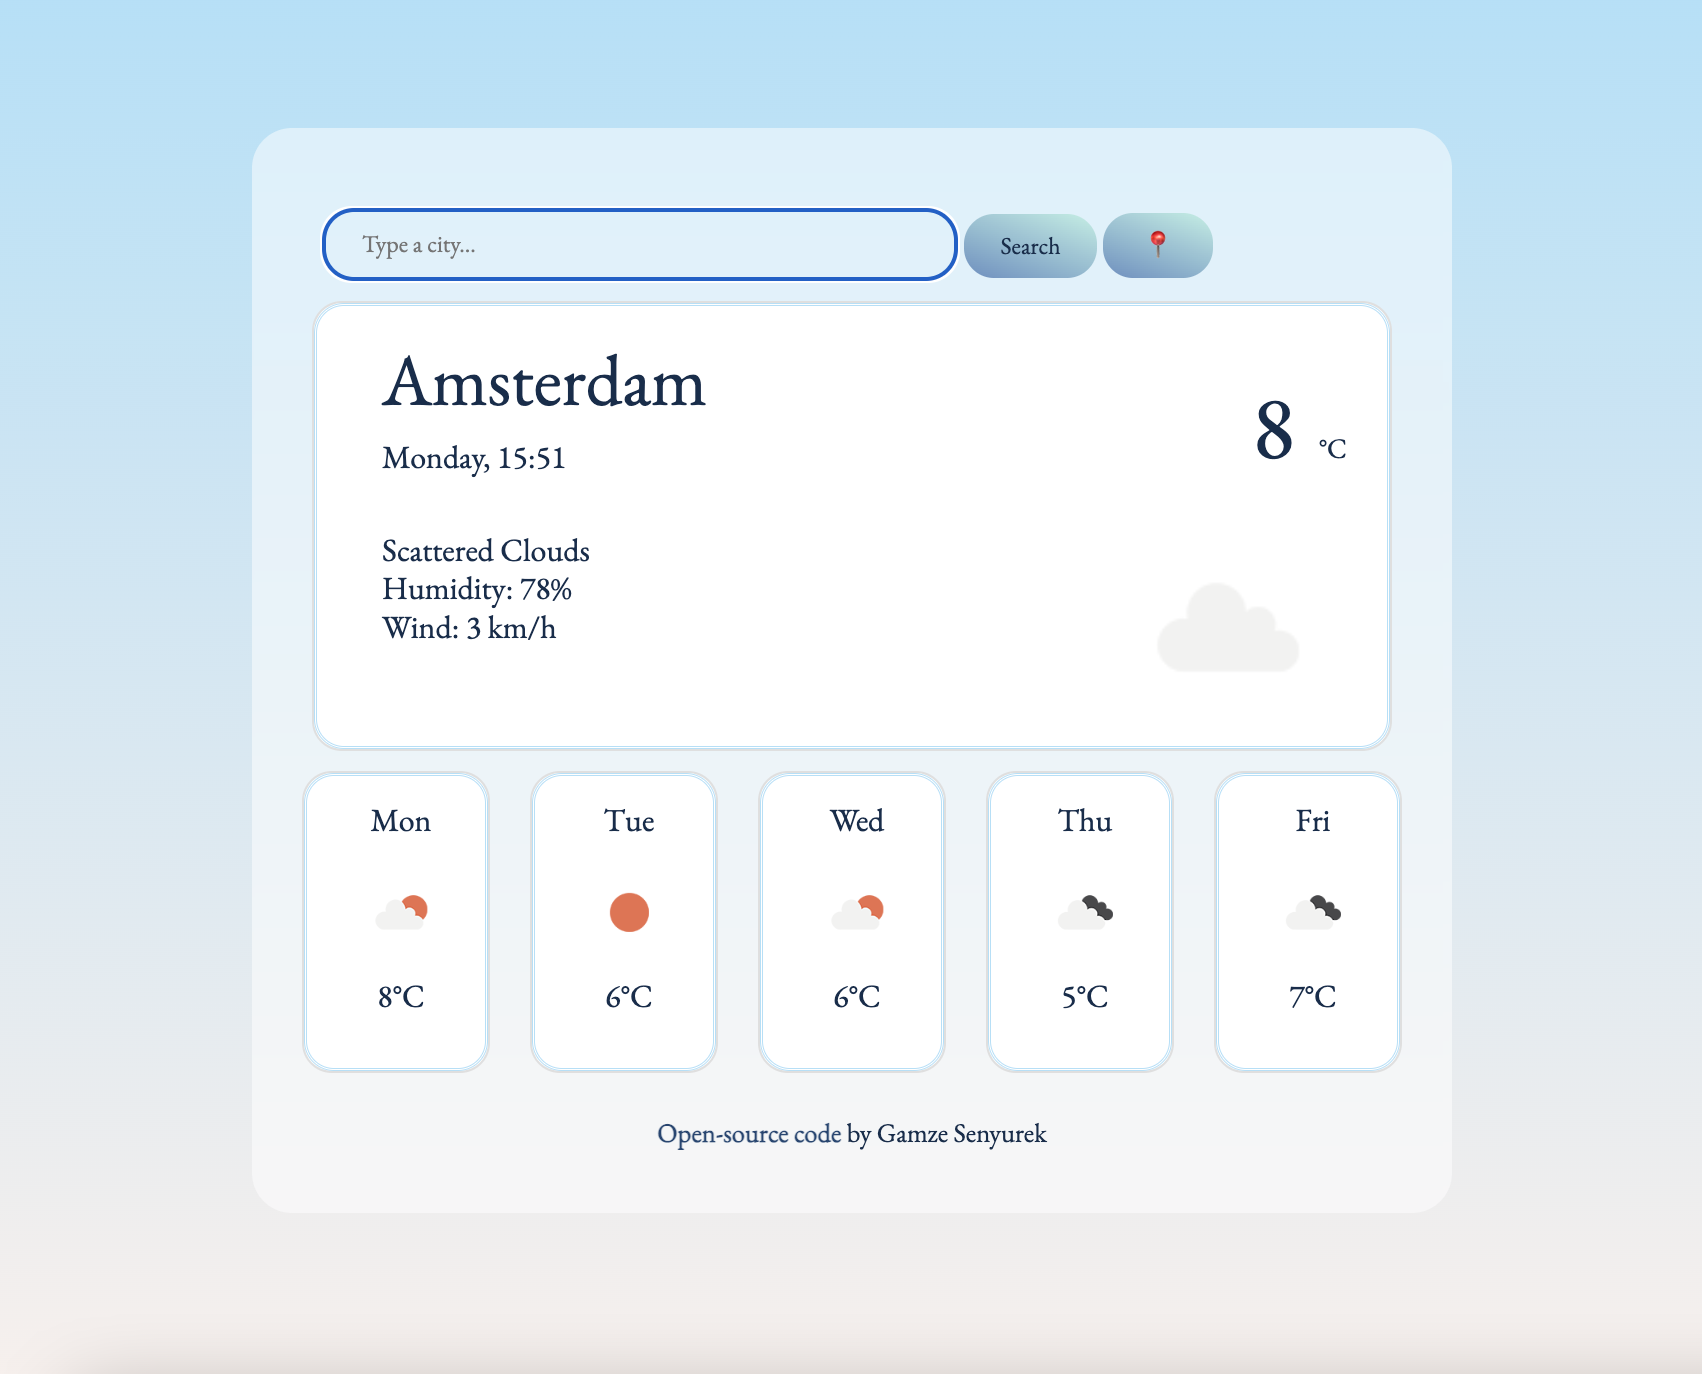 Type a city...
Search
Amsterdam
8 °C
Monday, 15:51
Scattered Clouds
Humidity: 78%
Wind: 3 km/h
Mon
Tue
Wed
Thu
Fri
8°C
6°C
6°C
5°C
7°C
Open-source code by Gamze Senyurek